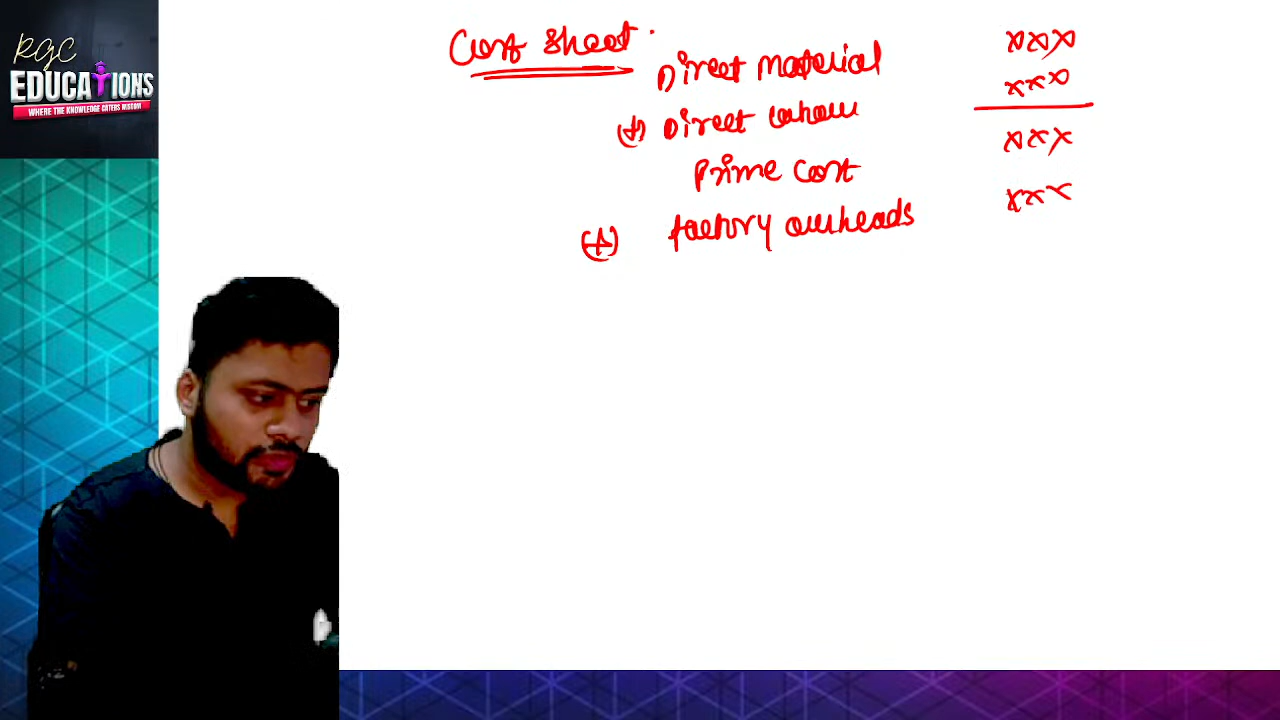 RGC
EDUCATIONS
WHERE THE KNOWLEDGE GATERS WISDOM
Cost Sheet.
Direct material xxx
(+) Direct labour xxx
Prime cost xxx
(+) factory overheads xxx